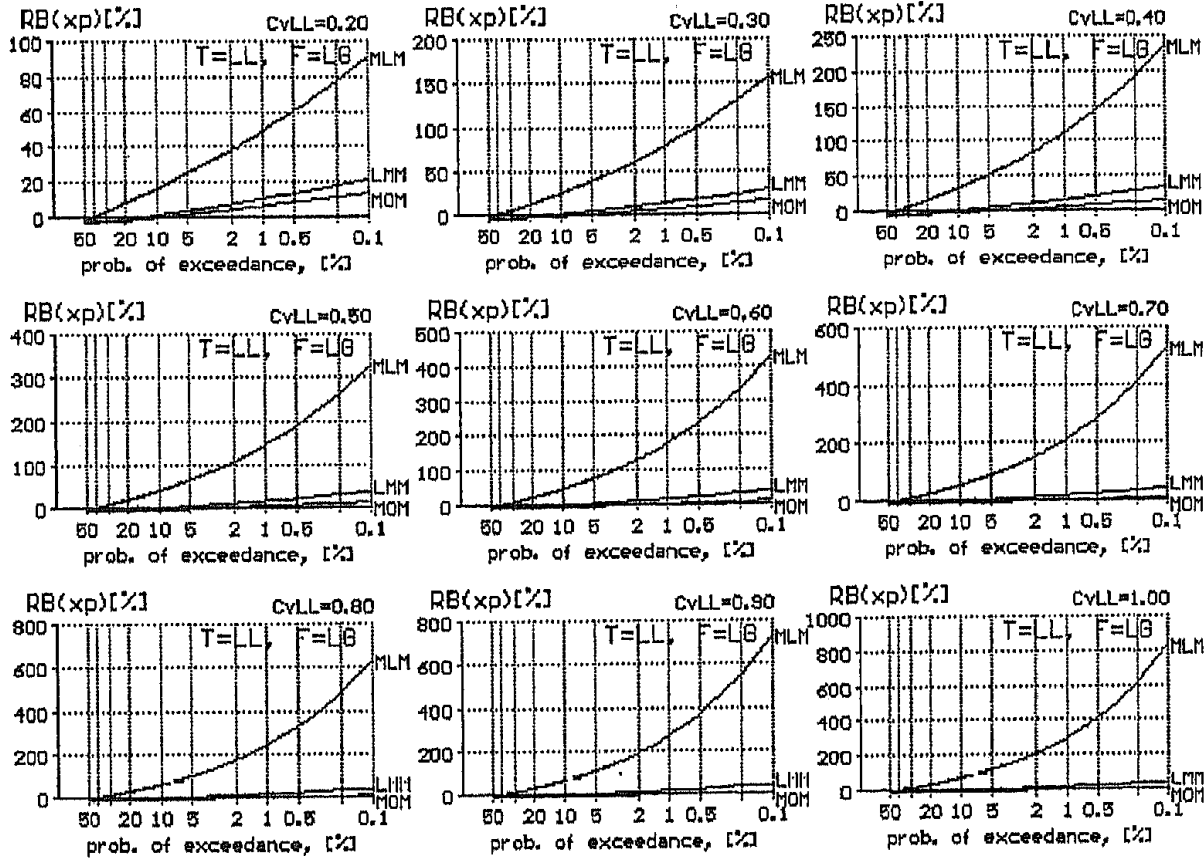 RB(xp)[%] CvLL=0.20
T=LL, F=LG
100
80
60
40
20
0
MLM
LMM
MOM
50 20 10 5 2 1 0.5 0.1
prob. of exceedance, [%]
RB(xp)[%] CvLL=0.30
T=LL, F=LG
200
150
100
50
0
MLM
LMM
MOM
50 20 10 5 2 1 0.5 0.1
prob. of exceedance, [%]
RB(xp)[%] CvLL=0.40
T=LL, F=LG
250
200
150
100
50
0
MLM
LMM
MOM
50 20 10 5 2 1 0.5 0.1
prob. of exceedance, [%]
RB(xp)[%] CvLL=0.50
T=LL, F=LG
400
300
200
100
0
MLM
LMM
MOM
50 20 10 5 2 1 0.5 0.1
prob. of exceedance, [%]
RB(xp)[%] CvLL=0.60
T=LL, F=LG
500
400
300
200
100
0
MLM
LMM
MOM
50 20 10 5 2 1 0.5 0.1
prob. of exceedance, [%]
RB(xp)[%] CvLL=0.70
T=LL, F=LG
600
400
200
0
MLM
LMM
MOM
50 20 10 5 2 1 0.5 0.1
prob. of exceedance, [%]
RB(xp)[%] CvLL=0.80
T=LL, F=LG
800
600
400
200
0
MLM
LMM
MOM
50 20 10 5 2 1 0.5 0.1
prob. of exceedance, [%]
RB(xp)[%] CvLL=0.90
T=LL, F=LG
800
600
400
200
0
MLM
LMM
MOM
50 20 10 5 2 1 0.5 0.1
prob. of exceedance, [%]
RB(xp)[%] CvLL=1.00
T=LL, F=LG
1000
800
600
400
200
0
MLM
LMM
MOM
50 20 10 5 2 1 0.5 0.1
prob. of exceedance, [%]